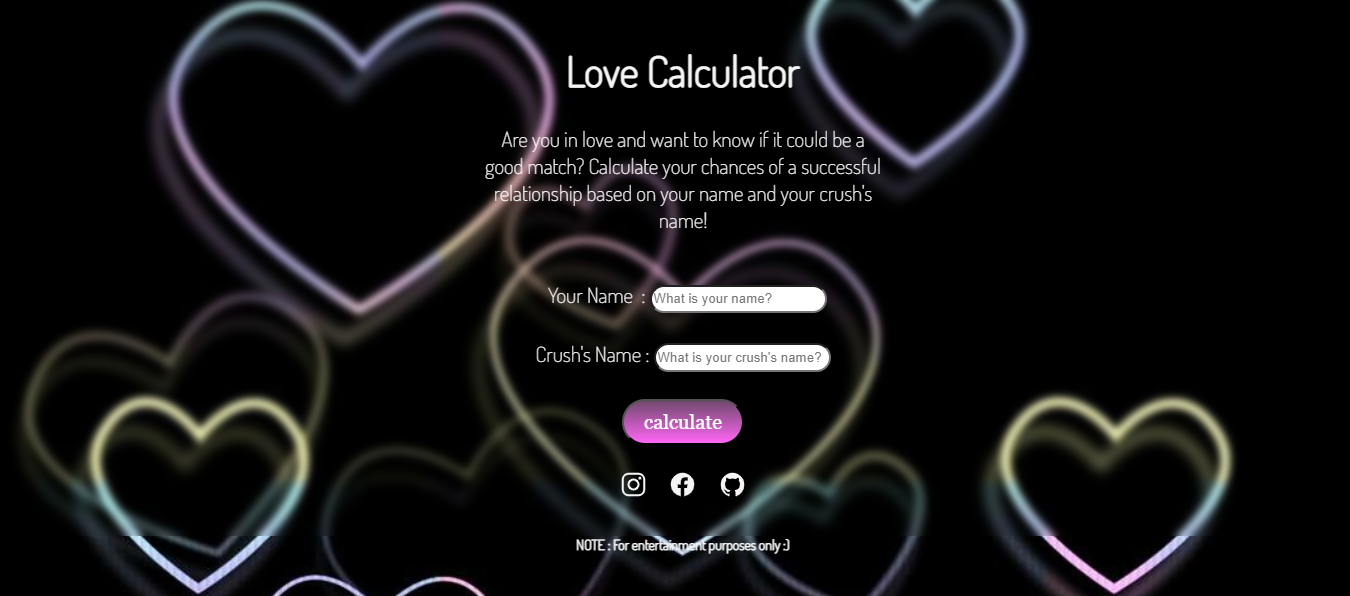 Love Calculator
Are you in love and want to know if it could be a
good match? Calculate your chances of a successful
relationship based on your name and your crush's
name!
Your Name : What is your name?
Crush's Name : What is your crush's name?
calculate
NOTE : For entertainment purposes only :)